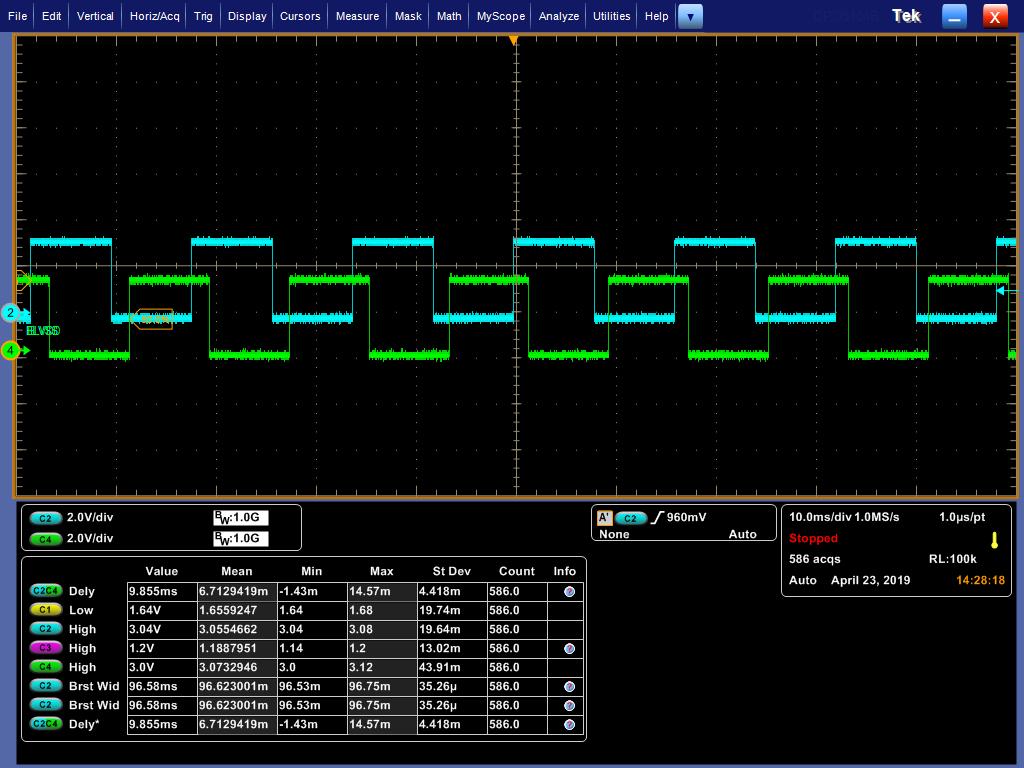 File Edit Vertical Horiz/Acq Trig Display Cursors Measure Mask Math MyScope Analyze Utilities Help Tek X
2
ELVSS
4
C2 2.0V/div BW:1.0G
C4 2.0V/div BW:1.0G
A' C2 960mV
None Auto
10.0ms/div 1.0MS/s 1.0µs/pt
Stopped
586 acqs RL:100k
Auto April 23, 2019 14:28:18
Value Mean Min Max St Dev Count Info
C2C4 Dely 9.855ms 6.7129419m -1.43m 14.57m 4.418m 586.0
C1 Low 1.64V 1.6559247 1.64 1.68 19.74m 586.0
C2 High 3.04V 3.0554662 3.04 3.08 19.64m 586.0
C3 High 1.2V 1.1887951 1.14 1.2 13.02m 586.0
C4 High 3.0V 3.0732946 3.0 3.12 43.91m 586.0
C2 Brst Wid 96.58ms 96.623001m 96.53m 96.75m 35.26µ 586.0
C2 Brst Wid 96.58ms 96.623001m 96.53m 96.75m 35.26µ 586.0
C2C4 Dely* 9.855ms 6.7129419m -1.43m 14.57m 4.418m 586.0